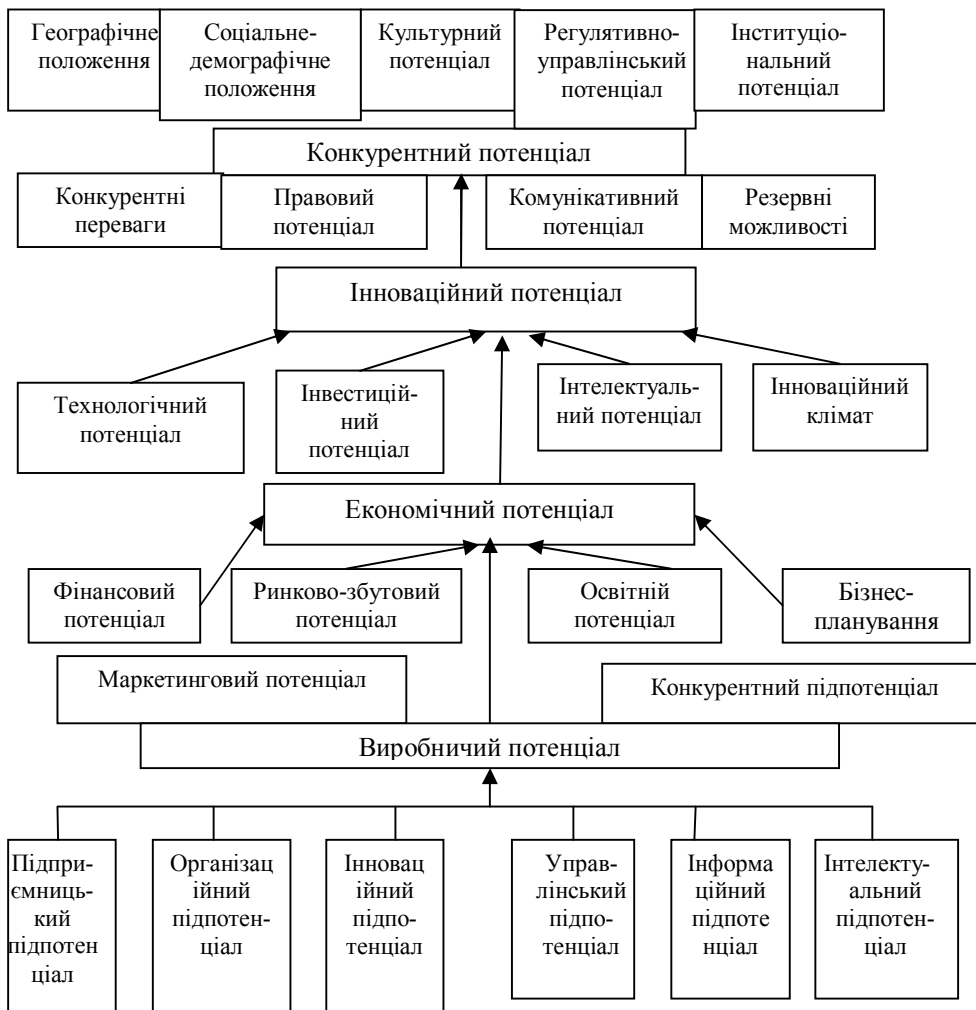 Географічне
положення
Соціальне-
демографічне
положення
Культурний
потенціал
Регулятивно-
управлінський
потенціал
Інституціо-
нальний
потенціал
Конкурентний потенціал
Конкурентні
переваги
Правовий
потенціал
Комунікативний
потенціал
Резервні
можливості
Інноваційний потенціал
Технологічний
потенціал
Інвестицій-
ний
потенціал
Інтелектуаль-
ний потенціал
Інноваційний
клімат
Економічний потенціал
Фінансовий
потенціал
Ринково-збутовий
потенціал
Освітній
потенціал
Бізнес-
планування
Маркетинговий потенціал
Конкурентний підпотенціал
Виробничий потенціал
Підпри-
ємниць-
кий
підпотен
ціал
Організац
ійний
підпотен-
ціал
Інновац
ійний
підпо-
тенціал
Управ-
лінський
підпо-
тенціал
Інформа
ційний
підпоте
нціал
Інтелекту-
альний
підпотен-
ціал